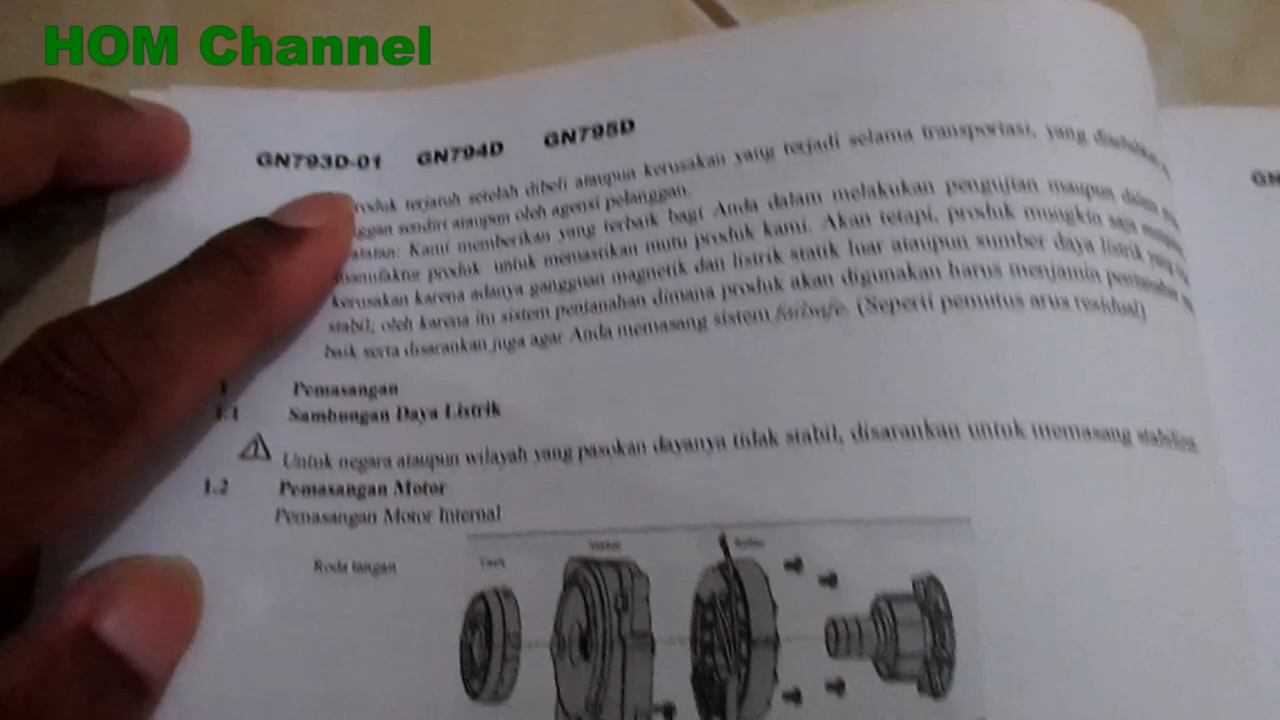 HOM Channel
GN793D-01 GN794D GN795D
GN
roduk terjatuh setelah dibeli ataupun kerusakan yang terjadi selama transportasi, yang
ggan sendiri ataupun oleh agensi pelanggan.
Kami memberikan yang terbaik bagi Anda dalam melakukan pengujian maupun dalam
manufaktur produk untuk memastikan mutu produk kami. Akan tetapi, produk mungkin saja
kerusakan karena adanya gangguan magnetik dan listrik statik luar ataupun sumber daya listrik yang
stabil; oleh karena itu sistem pentanahan dimana produk akan digunakan harus menjamin
baik serta disarankan juga agar Anda memasang sistem failsafe. (Seperti pemutus arus residual)
1 Pemasangan
1.1 Sambungan Daya Listrik
Untuk negara ataupun wilayah yang pasokan dayanya tidak stabil, disarankan untuk memasang
1.2 Pemasangan Motor
Pemasangan Motor Internal
Roda tangan